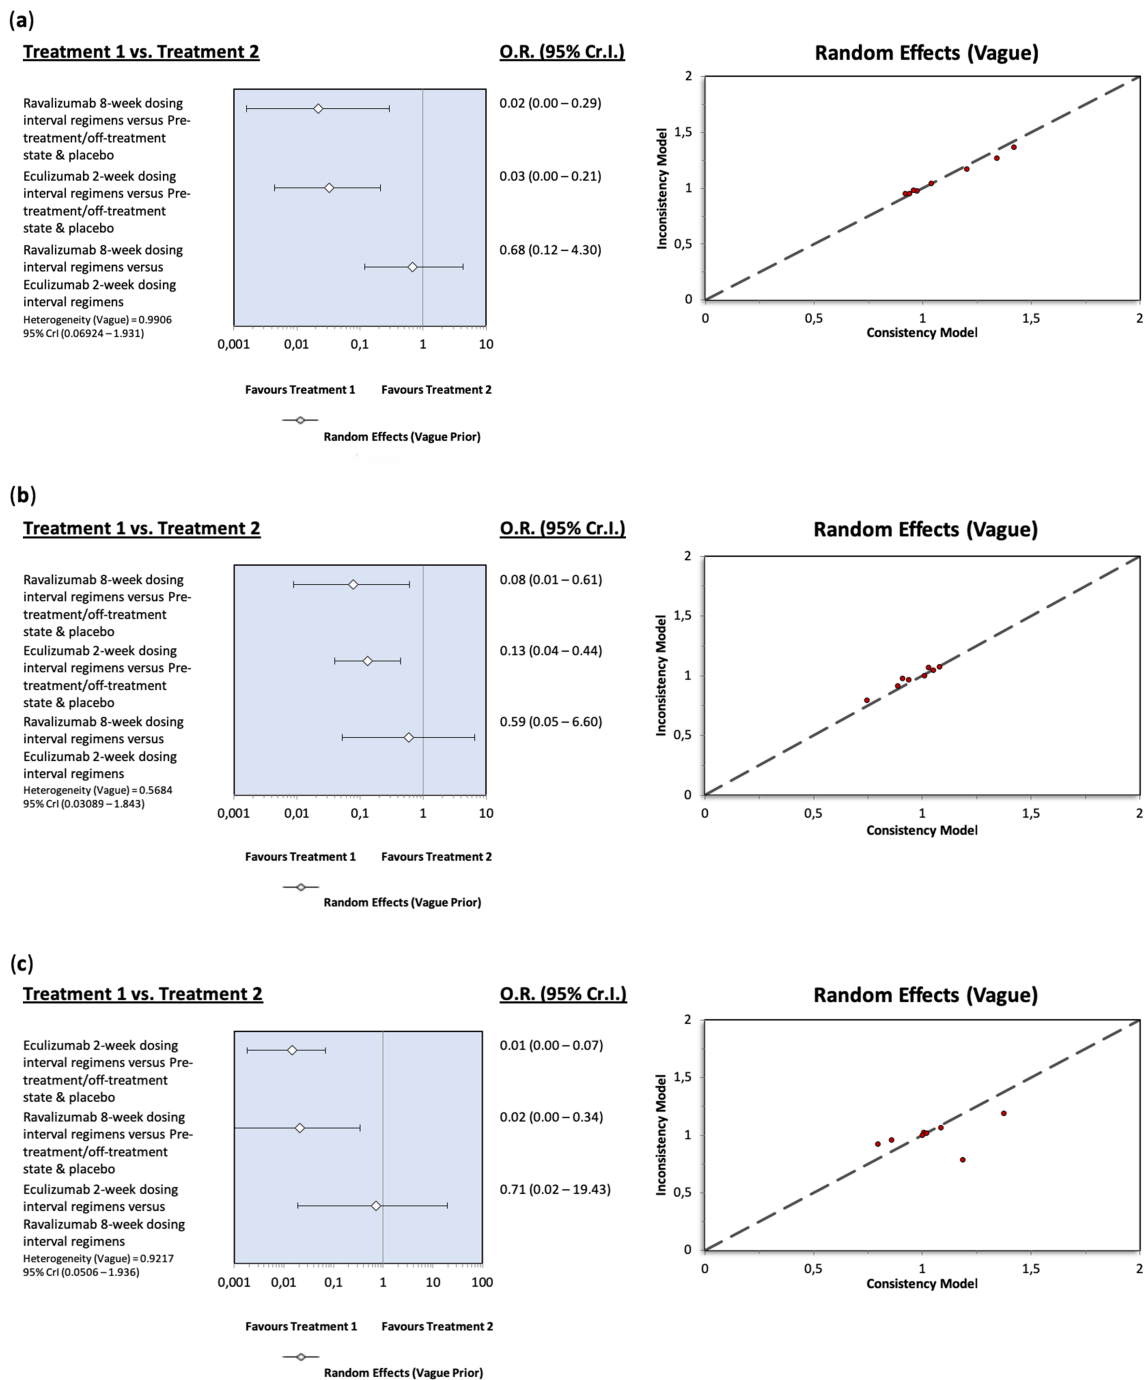 (a)
Treatment 1 vs. Treatment 2
O.R. (95% Cr.I.)
Ravalizumab 8-week dosing
interval regimens versus Pre-
treatment/off-treatment
state & placebo
0.02 (0.00 – 0.29)
Eculizumab 2-week dosing
interval regimens versus Pre-
treatment/off-treatment
state & placebo
0.03 (0.00 – 0.21)
Ravalizumab 8-week dosing
interval regimens versus
Eculizumab 2-week dosing
interval regimens
0.68 (0.12 – 4.30)
Heterogeneity (Vague) = 0.9906
95% CrI (0.06924 – 1.931)
0,001 0,01 0,1 1 10
Favours Treatment 1 Favours Treatment 2
Random Effects (Vague Prior)
Random Effects (Vague)
Inconsistency Model
2
1,5
1
0,5
0
0 0,5 1 1,5 2
Consistency Model
(b)
Treatment 1 vs. Treatment 2
O.R. (95% Cr.I.)
Ravalizumab 8-week dosing
interval regimens versus Pre-
treatment/off-treatment
state & placebo
0.08 (0.01 – 0.61)
Eculizumab 2-week dosing
interval regimens versus Pre-
treatment/off-treatment
state & placebo
0.13 (0.04 – 0.44)
Ravalizumab 8-week dosing
interval regimens versus
Eculizumab 2-week dosing
interval regimens
0.59 (0.05 – 6.60)
Heterogeneity (Vague) = 0.5684
95% CrI (0.03089 – 1.843)
0,001 0,01 0,1 1 10
Favours Treatment 1 Favours Treatment 2
Random Effects (Vague Prior)
Random Effects (Vague)
Inconsistency Model
2
1,5
1
0,5
0
0 0,5 1 1,5 2
Consistency Model
(c)
Treatment 1 vs. Treatment 2
O.R. (95% Cr.I.)
Eculizumab 2-week dosing
interval regimens versus Pre-
treatment/off-treatment
state & placebo
0.01 (0.00 – 0.07)
Ravalizumab 8-week dosing
interval regimens versus Pre-
treatment/off-treatment
state & placebo
0.02 (0.00 – 0.34)
Eculizumab 2-week dosing
interval regimens versus
Ravalizumab 8-week dosing
interval regimens
0.71 (0.02 – 19.43)
Heterogeneity (Vague) = 0.9217
95% CrI (0.0506 – 1.936)
0,001 0,01 0,1 1 10 100
Favours Treatment 1 Favours Treatment 2
Random Effects (Vague Prior)
Random Effects (Vague)
Inconsistency Model
2
1,5
1
0,5
0
0 0,5 1 1,5 2
Consistency Model